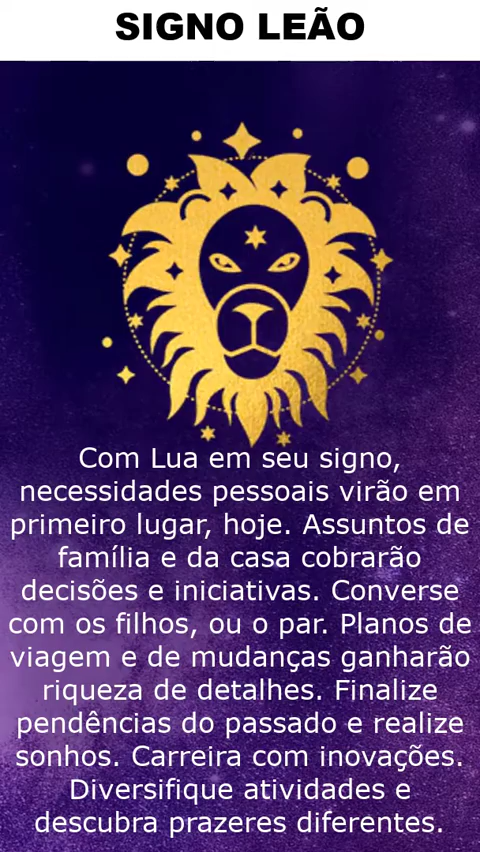 SIGNO LEÃO
Com Lua em seu signo,
necessidades pessoais virão em
primeiro lugar, hoje. Assuntos de
família e da casa cobrarão
decisões e iniciativas. Converse
com os filhos, ou o par. Planos de
viagem e de mudanças ganharão
riqueza de detalhes. Finalize
pendências do passado e realize
sonhos. Carreira com inovações.
Diversifique atividades e
descubra prazeres diferentes.